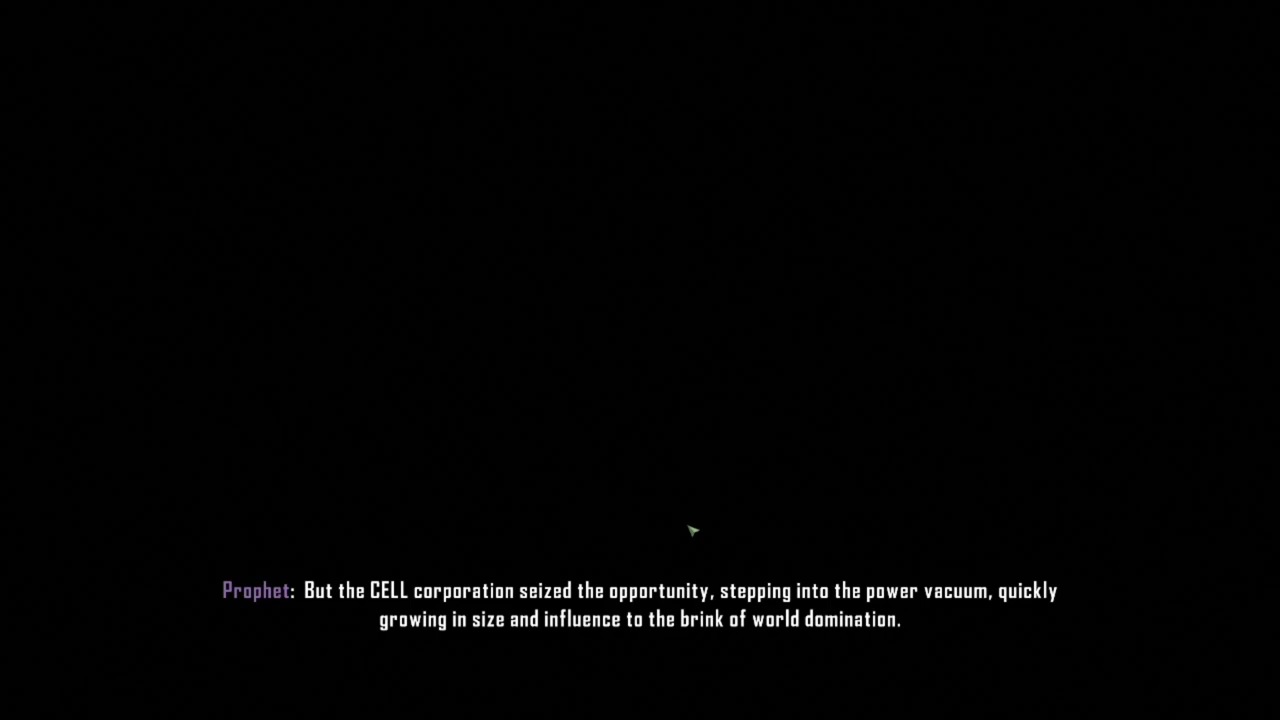 Prophet: But the CELL corporation seized the opportunity, stepping into the power vacuum, quickly
growing in size and influence to the brink of world domination.